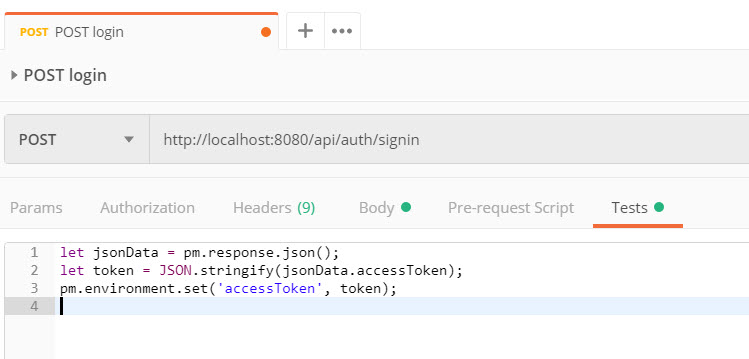 POST POST login
POST login
POST http://localhost:8080/api/auth/signin
Params Authorization Headers (9) Body Pre-request Script Tests
1 let jsonData = pm.response.json();
2 let token = JSON.stringify(jsonData.accessToken);
3 pm.environment.set('accessToken', token);
4